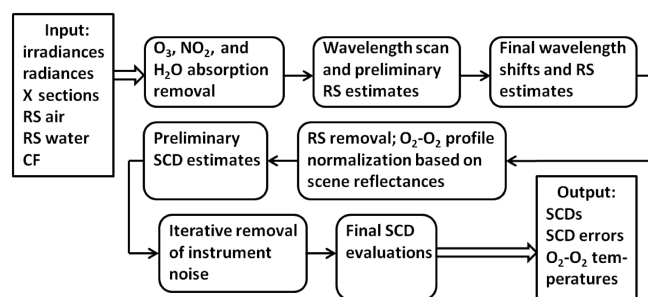 Input:
irradiances
radiances
X sections
RS air
RS water
CF
O₃, NO₂, and
H₂O absorption
removal
Wavelength scan
and preliminary
RS estimates
Final wavelength
shifts and RS
estimates
Preliminary
SCD estimates
RS removal; O₂-O₂ profile
normalization based on
scene reflectances
Iterative removal
of instrument
noise
Final SCD
evaluations
Output:
SCDs
SCD errors
O₂-O₂ tem-
peratures